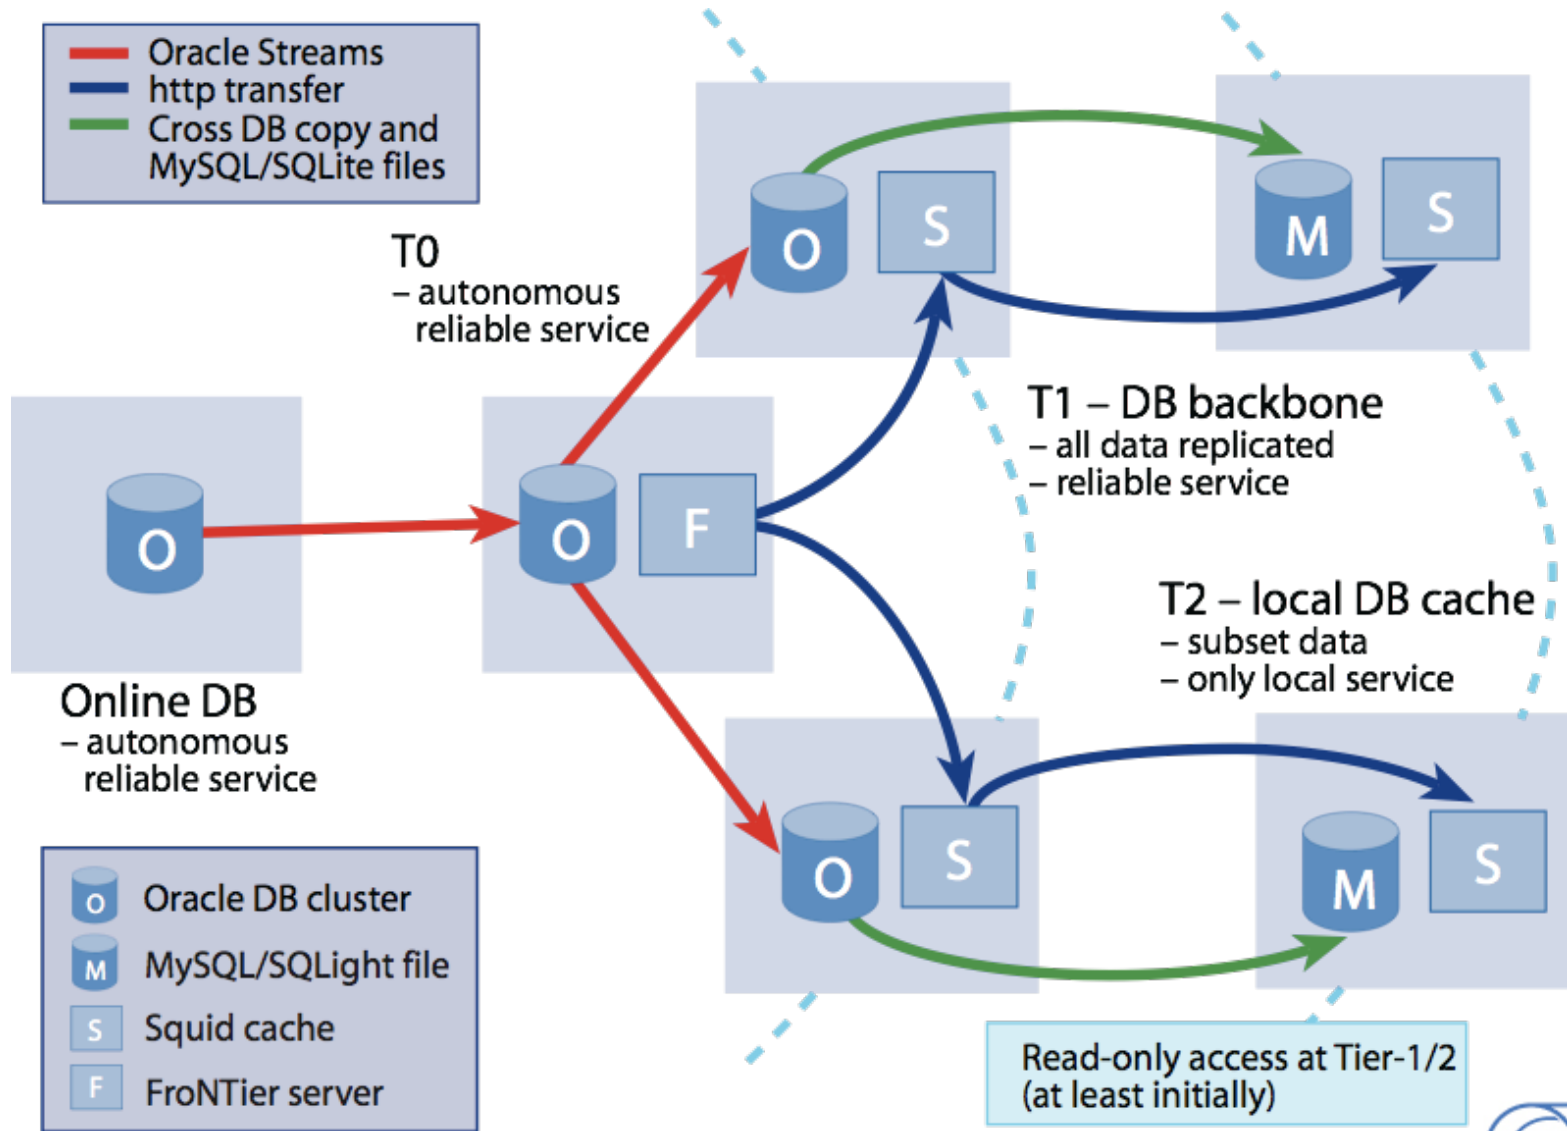 Oracle Streams
http transfer
Cross DB copy and
MySQL/SQLite files
T0
– autonomous
reliable service
O
S
M
S
O
O
F
T1 – DB backbone
– all data replicated
– reliable service
T2 – local DB cache
– subset data
– only local service
Online DB
– autonomous
reliable service
O
S
M
S
O Oracle DB cluster
M MySQL/SQLight file
S Squid cache
F FroNTier server
Read-only access at Tier-1/2
(at least initially)